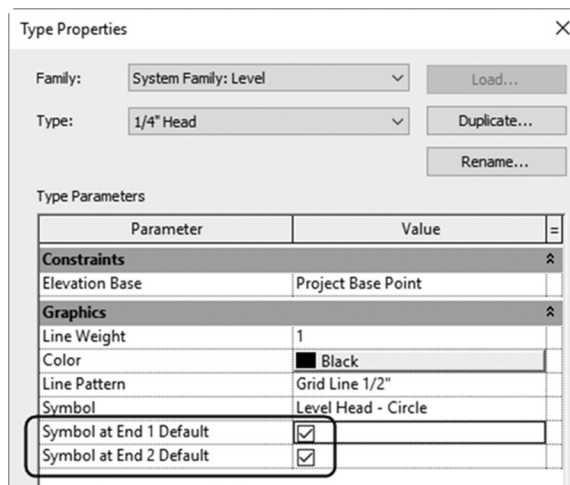 Type Properties
Family: System Family: Level Load...
Type: 1/4" Head Duplicate...
Rename...
Type Parameters
Parameter Value =
Constraints
Elevation Base Project Base Point
Graphics
Line Weight 1
Color Black
Line Pattern Grid Line 1/2"
Symbol Level Head - Circle
Symbol at End 1 Default
Symbol at End 2 Default